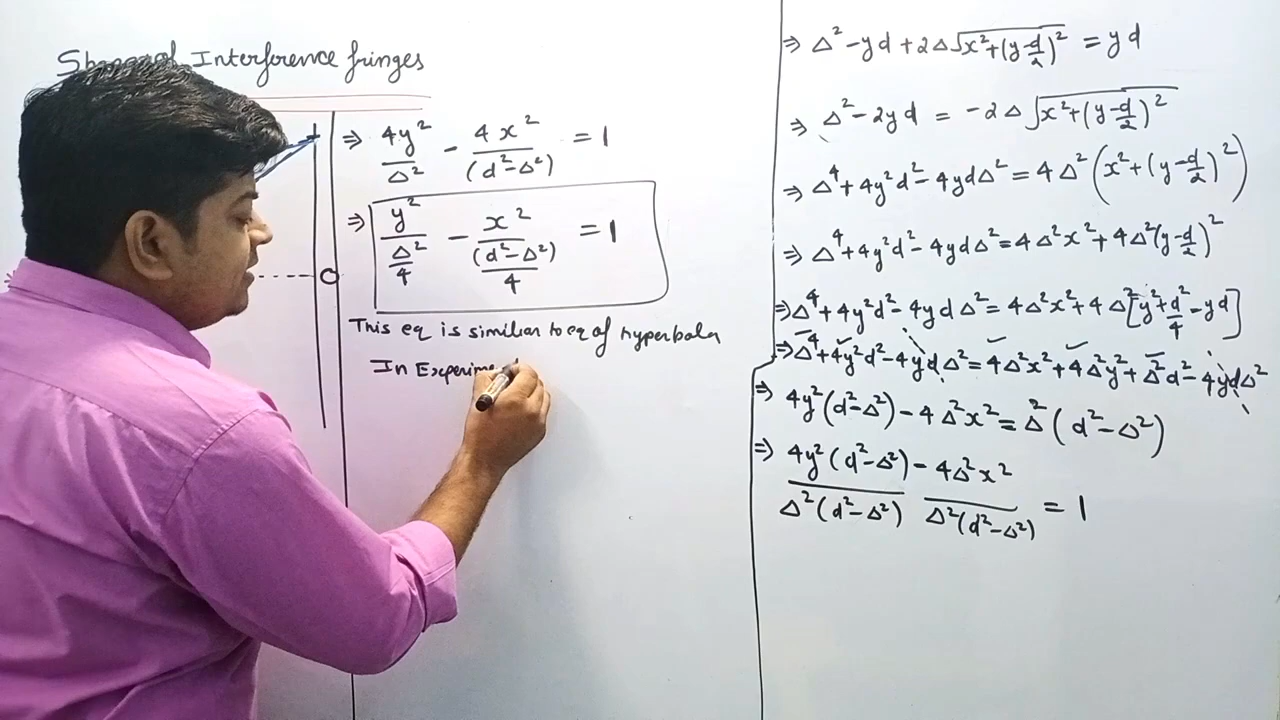 Interference fringes
⇒ 4y²/Δ² - 4x²/(d²-Δ²) = 1
⇒ y²/(Δ²/4) - x²/((d²-Δ²)/4) = 1
This eq is similar to eq of hyperbola
In Experime
⇒ Δ² - yd + 2Δ√(x²+(y-d/2)²) = yd
⇒ Δ² - 2yd = -2Δ√(x²+(y-d/2)²)
⇒ Δ⁴ + 4y²d² - 4ydΔ² = 4Δ²(x²+(y-d/2)²)
⇒ Δ⁴ + 4y²d² - 4ydΔ² = 4Δ²x² + 4Δ²(y-d/2)²
⇒ Δ⁴ + 4y²d² - 4ydΔ² = 4Δ²x² + 4Δ²[y²+d²/4-yd]
⇒ Δ⁴ + 4y²d² - 4ydΔ² = 4Δ²x² + 4Δ²y² + Δ²d² - 4ydΔ²
⇒ 4y²(d²-Δ²) - 4Δ²x² = Δ²(d²-Δ²)
⇒ 4y²(d²-Δ²)/Δ²(d²-Δ²) - 4Δ²x²/Δ²(d²-Δ²) = 1